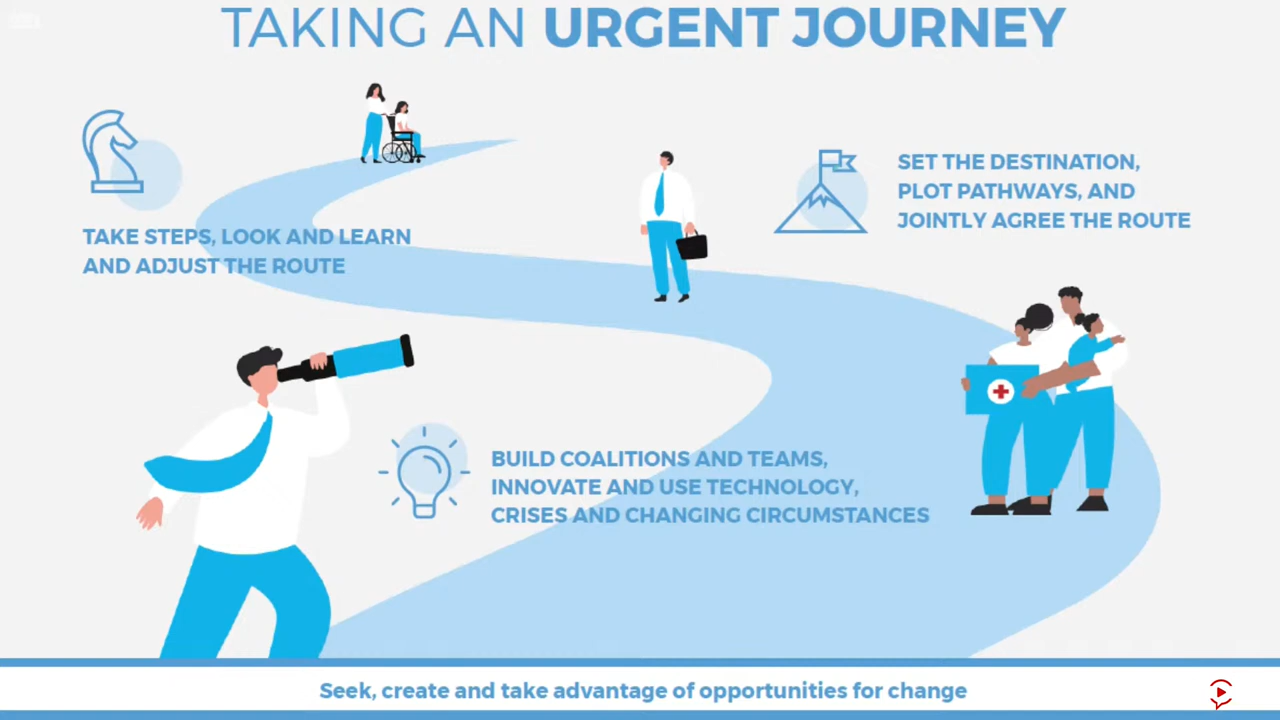 TAKING AN URGENT JOURNEY
TAKE STEPS, LOOK AND LEARN
AND ADJUST THE ROUTE
SET THE DESTINATION,
PLOT PATHWAYS, AND
JOINTLY AGREE THE ROUTE
BUILD COALITIONS AND TEAMS,
INNOVATE AND USE TECHNOLOGY,
CRISES AND CHANGING CIRCUMSTANCES
Seek, create and take advantage of opportunities for change